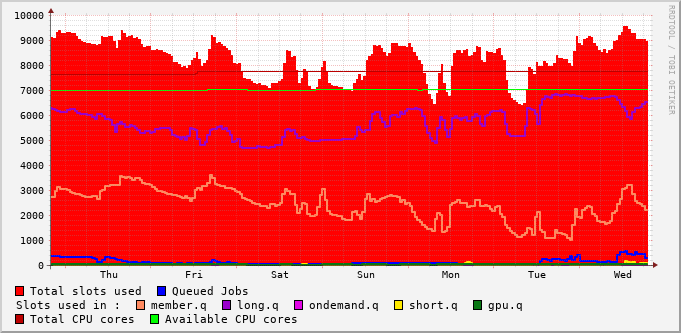 RRDTOOL / TOBI OETIKER
10000
9000
8000
7000
6000
5000
4000
3000
2000
1000
0
Thu Fri Sat Sun Mon Tue Wed
Total slots used Queued Jobs
Slots used in : member.q long.q ondemand.q short.q gpu.q
Total CPU cores Available CPU cores